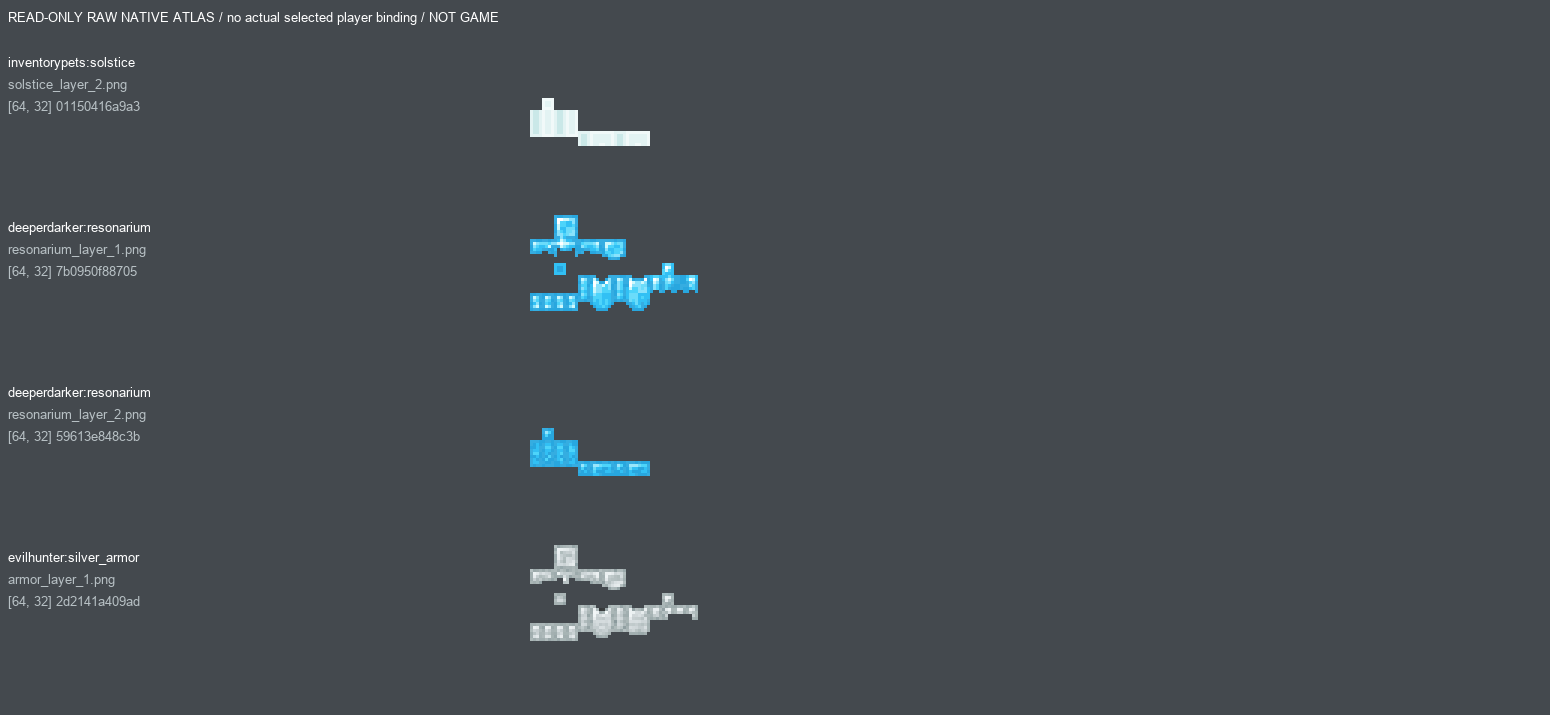 READ-ONLY RAW NATIVE ATLAS / no actual selected player binding / NOT GAME
inventorypets:solstice
solstice_layer_2.png
[64, 32] 01150416a9a3
deeperdarker:resonarium
resonarium_layer_1.png
[64, 32] 7b0950f88705
deeperdarker:resonarium
resonarium_layer_2.png
[64, 32] 59613e848c3b
evilhunter:silver_armor
armor_layer_1.png
[64, 32] 2d2141a409ad